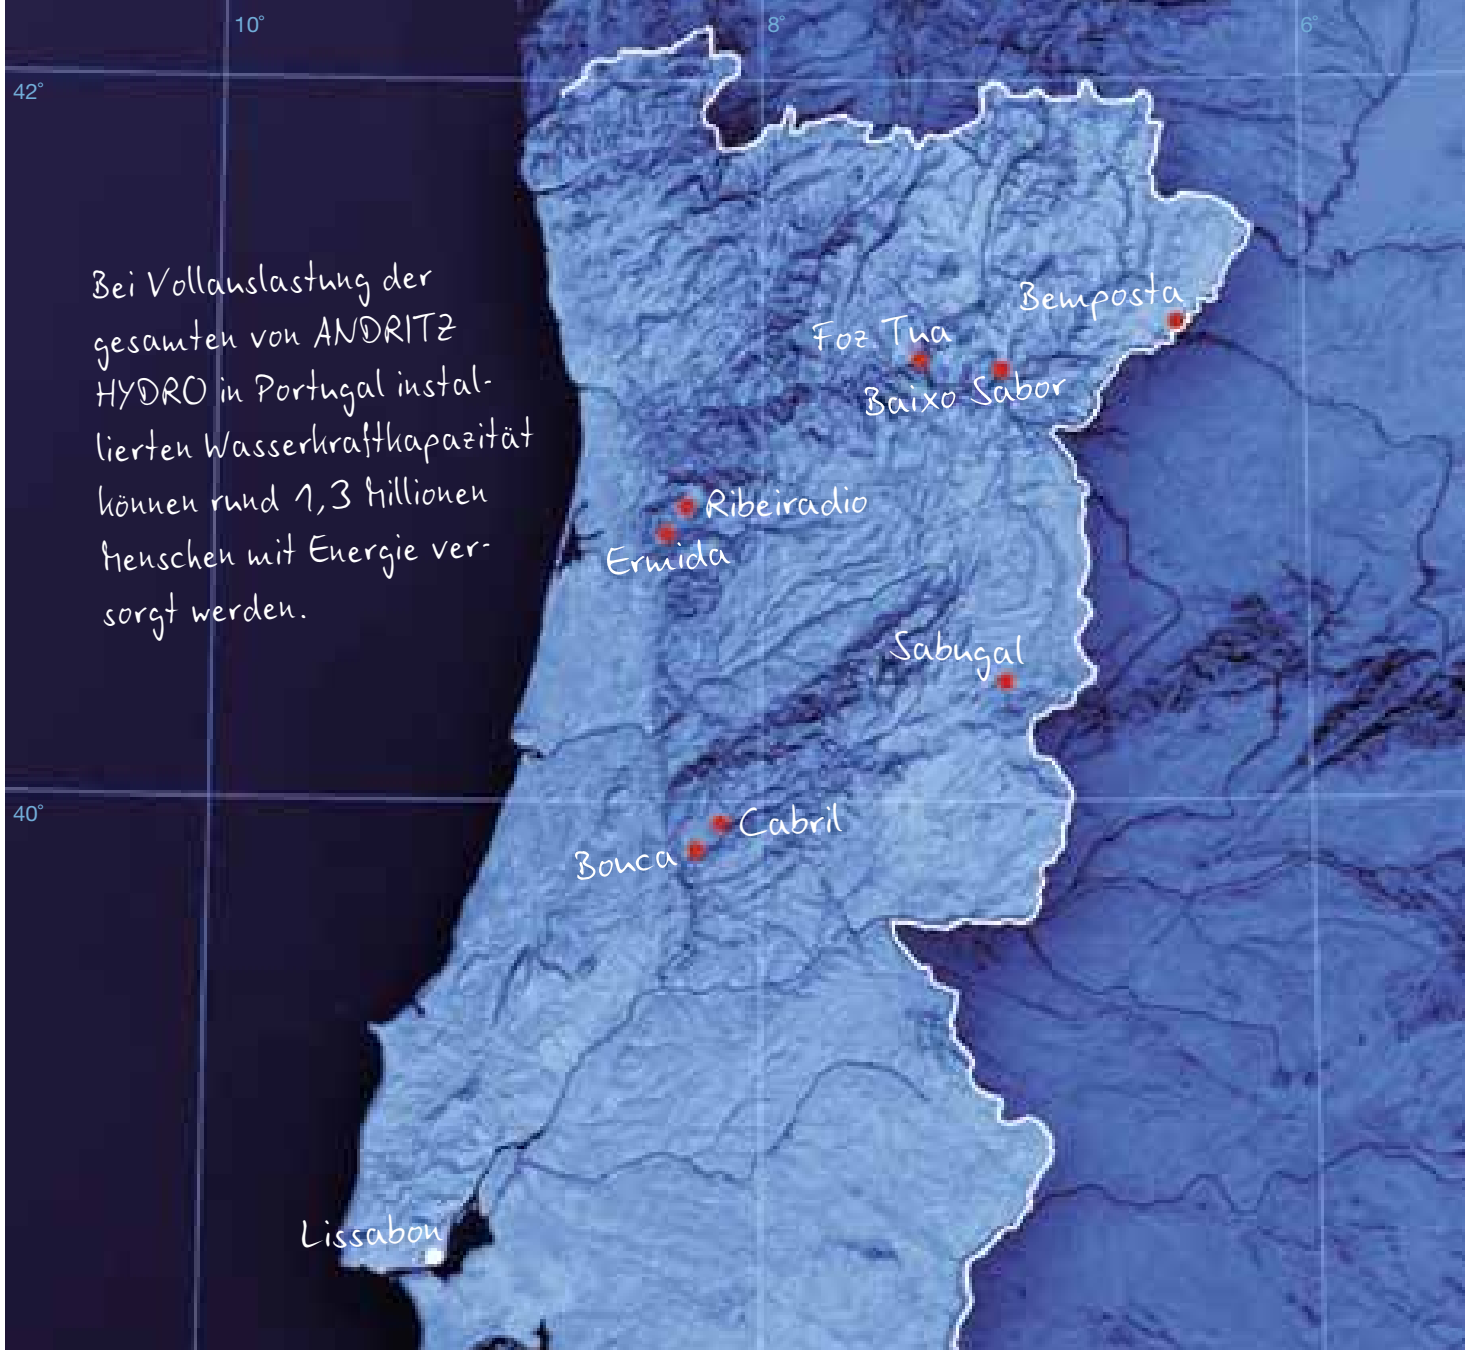 10°
8°
6°
42°
Bei Vollauslastung der
gesamten von ANDRITZ
HYDRO in Portugal instal-
lierten Wasserkraftkapazität
können rund 1,3 Millionen
Menschen mit Energie ver-
sorgt werden.
Bemposta
Foz. Tua
Baixo Sabor
Ribeiradio
Ermida
Sabugal
40°
Cabril
Bouca
Lissabon